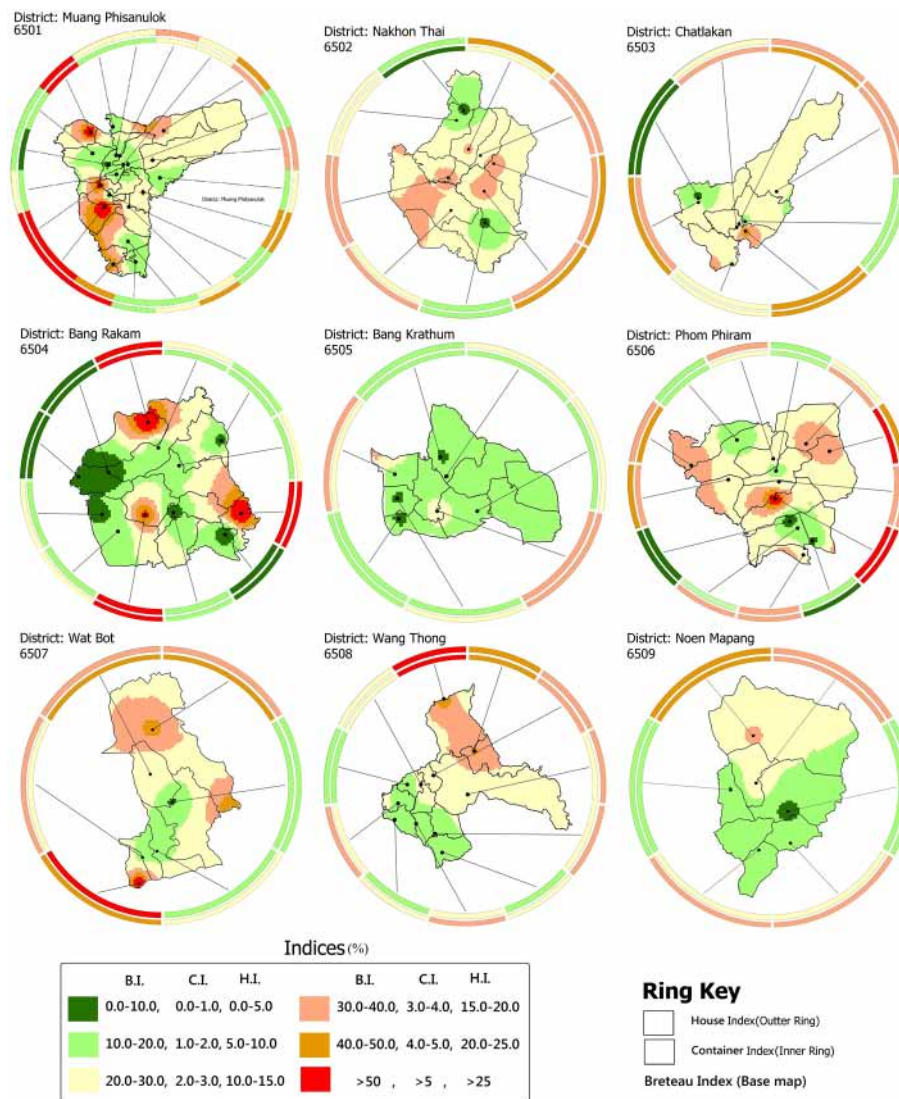 District: Muang Phisanulok
6501
District: Nakhon Thai
6502
District: Chatlakan
6503
District: Muang Phisanulok
District: Bang Rakam
6504
District: Bang Krathum
6505
District: Phom Phiram
6506
District: Wat Bot
6507
District: Wang Thong
6508
District: Noen Mapang
6509
Indices (%)
B.I. C.I. H.I. B.I. C.I. H.I.
0.0-10.0, 0.0-1.0, 0.0-5.0 30.0-40.0, 3.0-4.0, 15.0-20.0
10.0-20.0, 1.0-2.0, 5.0-10.0 40.0-50.0, 4.0-5.0, 20.0-25.0
20.0-30.0, 2.0-3.0, 10.0-15.0 >50 , >5 , >25
Ring Key
House Index(Outter Ring)
Container Index(Inner Ring)
Breteau Index (Base map)